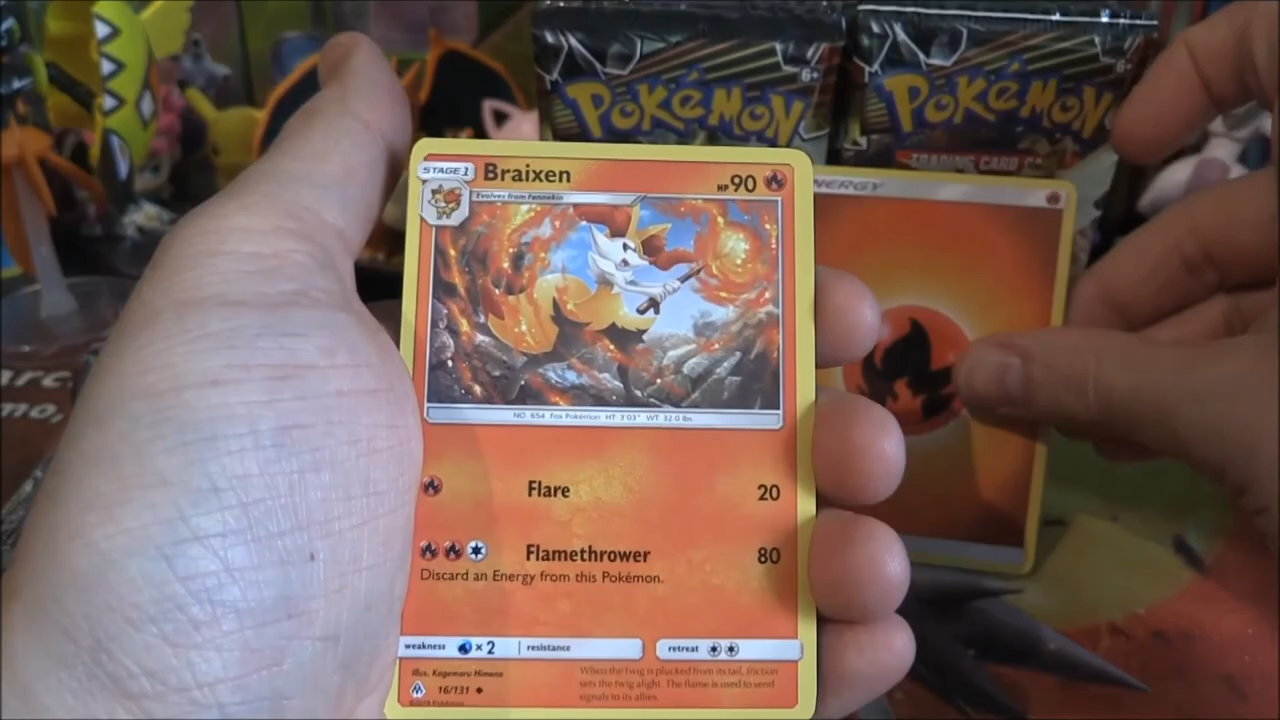 POKéMON
6+
POKéMON
6+
TRADING CARD
STAGE 1
Braixen
HP 90
Evolves from Fennekin
NERGY
NO. 654 Fox Pokémon HT: 3'03" WT: 32.0 lbs
Flare 20
Flamethrower 80
Discard an Energy from this Pokémon.
weakness ×2 resistance retreat
Illus. Kagemaru Himeno
16/131
When the twig is plucked from its tail, friction
sets the twig alight. The flame is used to send
signals to its allies.
©2018 Pokémon
arc
mo,